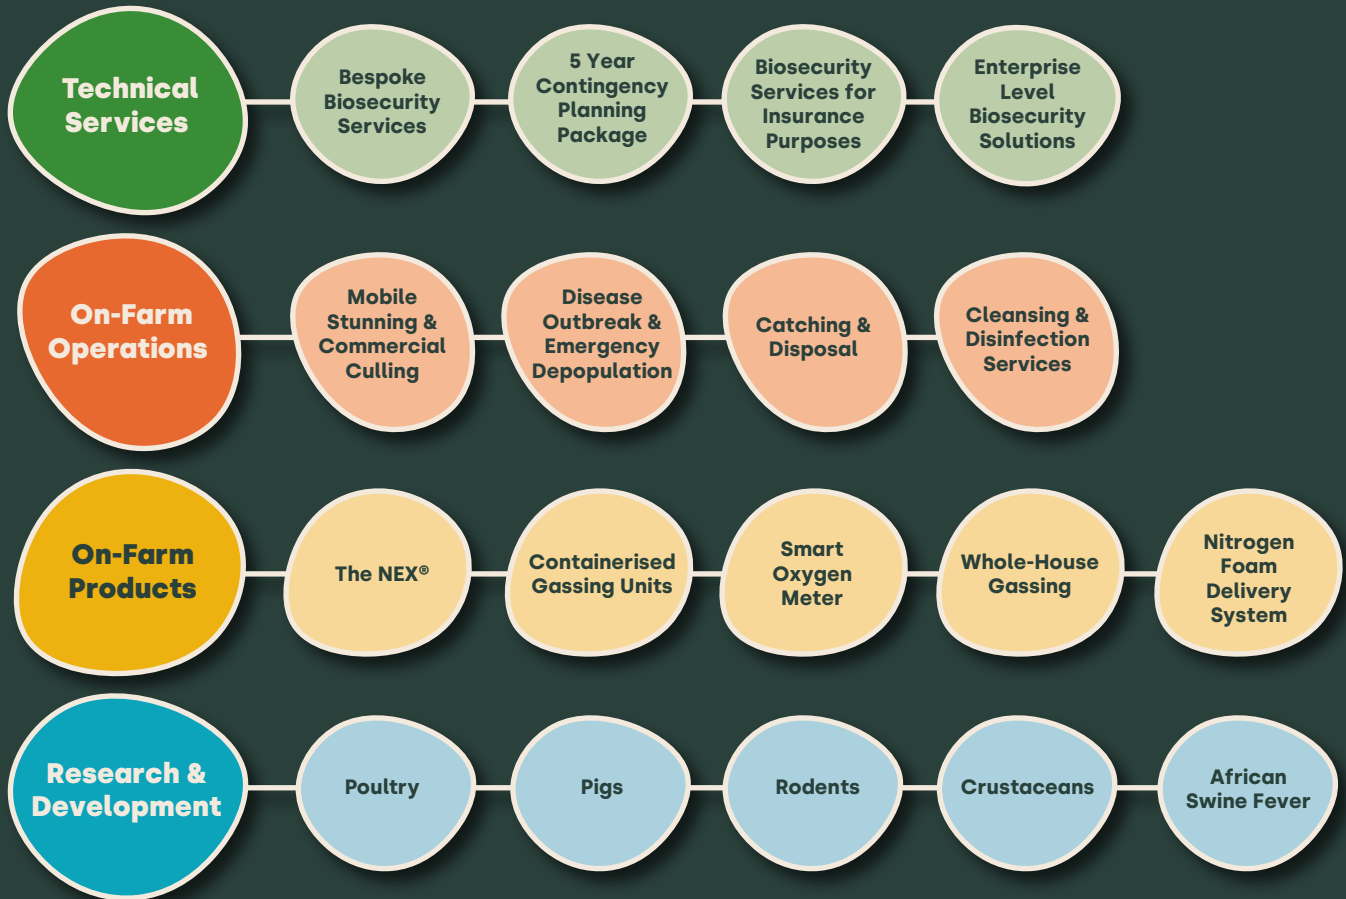 Technical
Services
Bespoke
Biosecurity
Services
5 Year
Contingency
Planning
Package
Biosecurity
Services for
Insurance
Purposes
Enterprise
Level
Biosecurity
Solutions
On-Farm
Operations
Mobile
Stunning &
Commercial
Culling
Disease
Outbreak &
Emergency
Depopulation
Catching &
Disposal
Cleansing &
Disinfection
Services
On-Farm
Products
The NEX®
Containerised
Gassing Units
Smart
Oxygen
Meter
Whole-House
Gassing
Nitrogen
Foam
Delivery
System
Research &
Development
Poultry
Pigs
Rodents
Crustaceans
African
Swine Fever